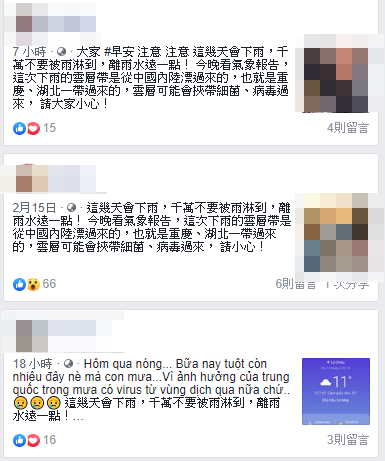 7 小時 · 大家 #早安 注意 注意 這幾天會下雨，千
萬不要被雨淋到，離雨水遠一點！ 今晚看氣象報告，
這次下雨的雲層帶是從中國內陸漂過來的，也就是重
慶、湖北一帶過來的，雲層可能會挾帶細菌、病毒過
來， 請大家小心！
15
4則留言
2月15日 · 這幾天會下雨，千萬不要被雨淋到，離
雨水遠一點！ 今晚看氣象報告，這次下雨的雲層帶是
從中國內陸漂過來的，也就是重慶、湖北一帶過來
的，雲層可能會挾帶細菌、病毒過來， 請小心！
66
6則留言 1次分享
18 小時 · Hôm qua nóng... Bữa nay tuột còn
nhiêu đây nè mà con mưa...Vì ảnh hưởng của trung
quốc trong mưa có virus từ vùng dịch qua nữa chứ..
😥😥😥 這幾天會下雨，千萬不要被雨淋到，離雨
水遠一點！...
11°
16
3則留言